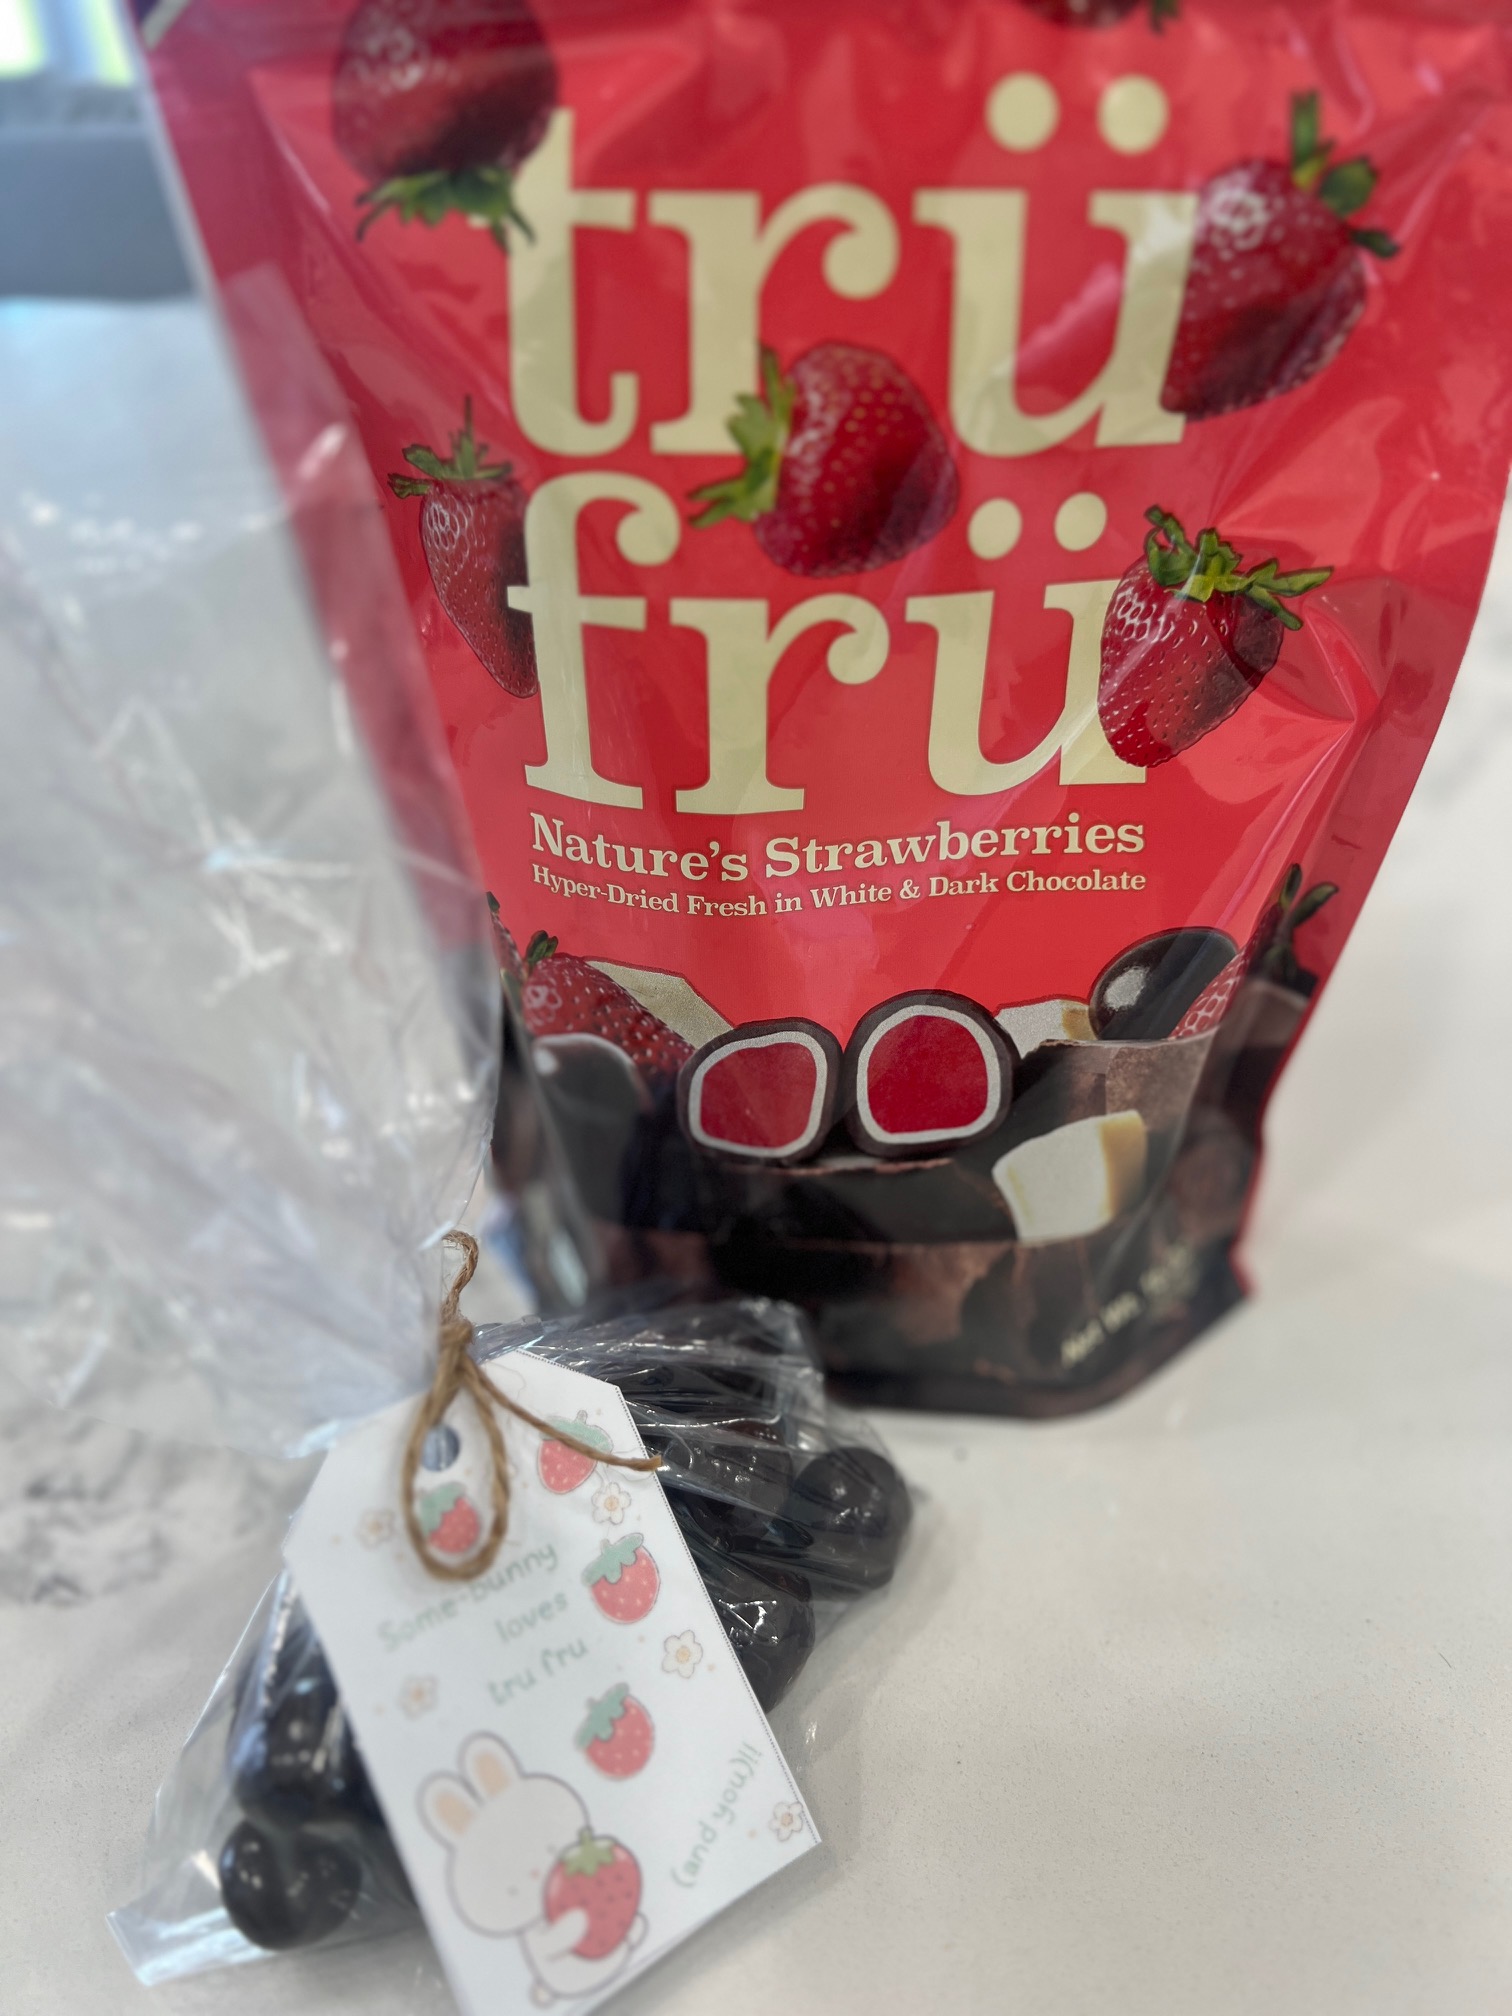 trü
frü
Nature's Strawberries
Hyper-Dried Fresh in White & Dark Chocolate
Some-bunny
loves
tru fru
(and you)!!